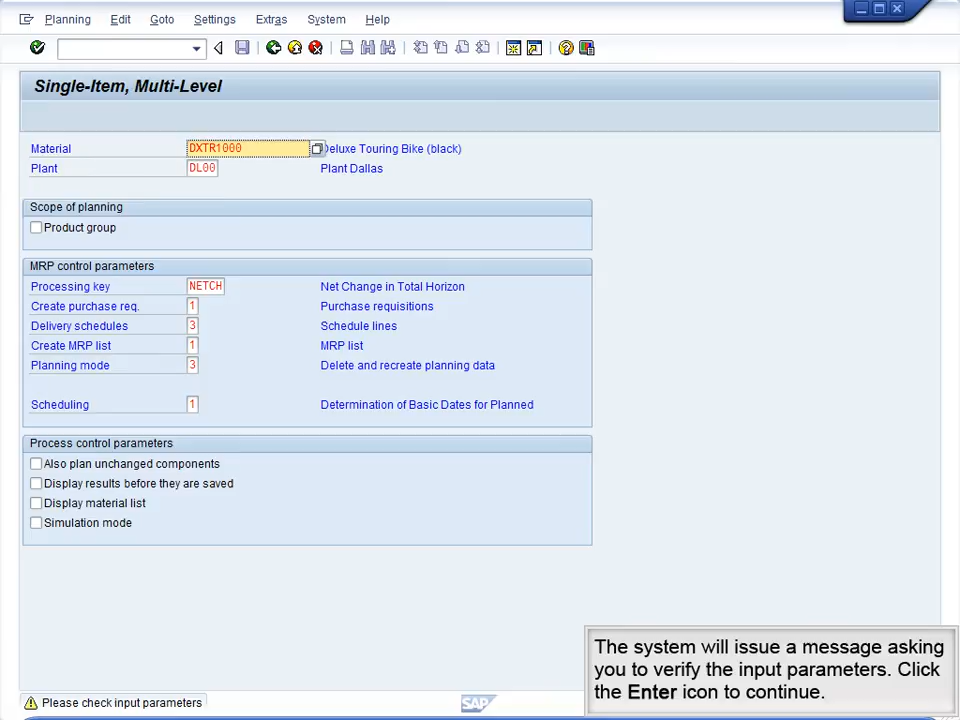 Planning Edit Goto Settings Extras System Help
Single-Item, Multi-Level
Material DXTR1000 Deluxe Touring Bike (black)
Plant DL00 Plant Dallas
Scope of planning
Product group
MRP control parameters
Processing key NETCH Net Change in Total Horizon
Create purchase req. 1 Purchase requisitions
Delivery schedules 3 Schedule lines
Create MRP list 1 MRP list
Planning mode 3 Delete and recreate planning data
Scheduling 1 Determination of Basic Dates for Planned
Process control parameters
Also plan unchanged components
Display results before they are saved
Display material list
Simulation mode
The system will issue a message asking
you to verify the input parameters. Click
the Enter icon to continue.
Please check input parameters
SAP